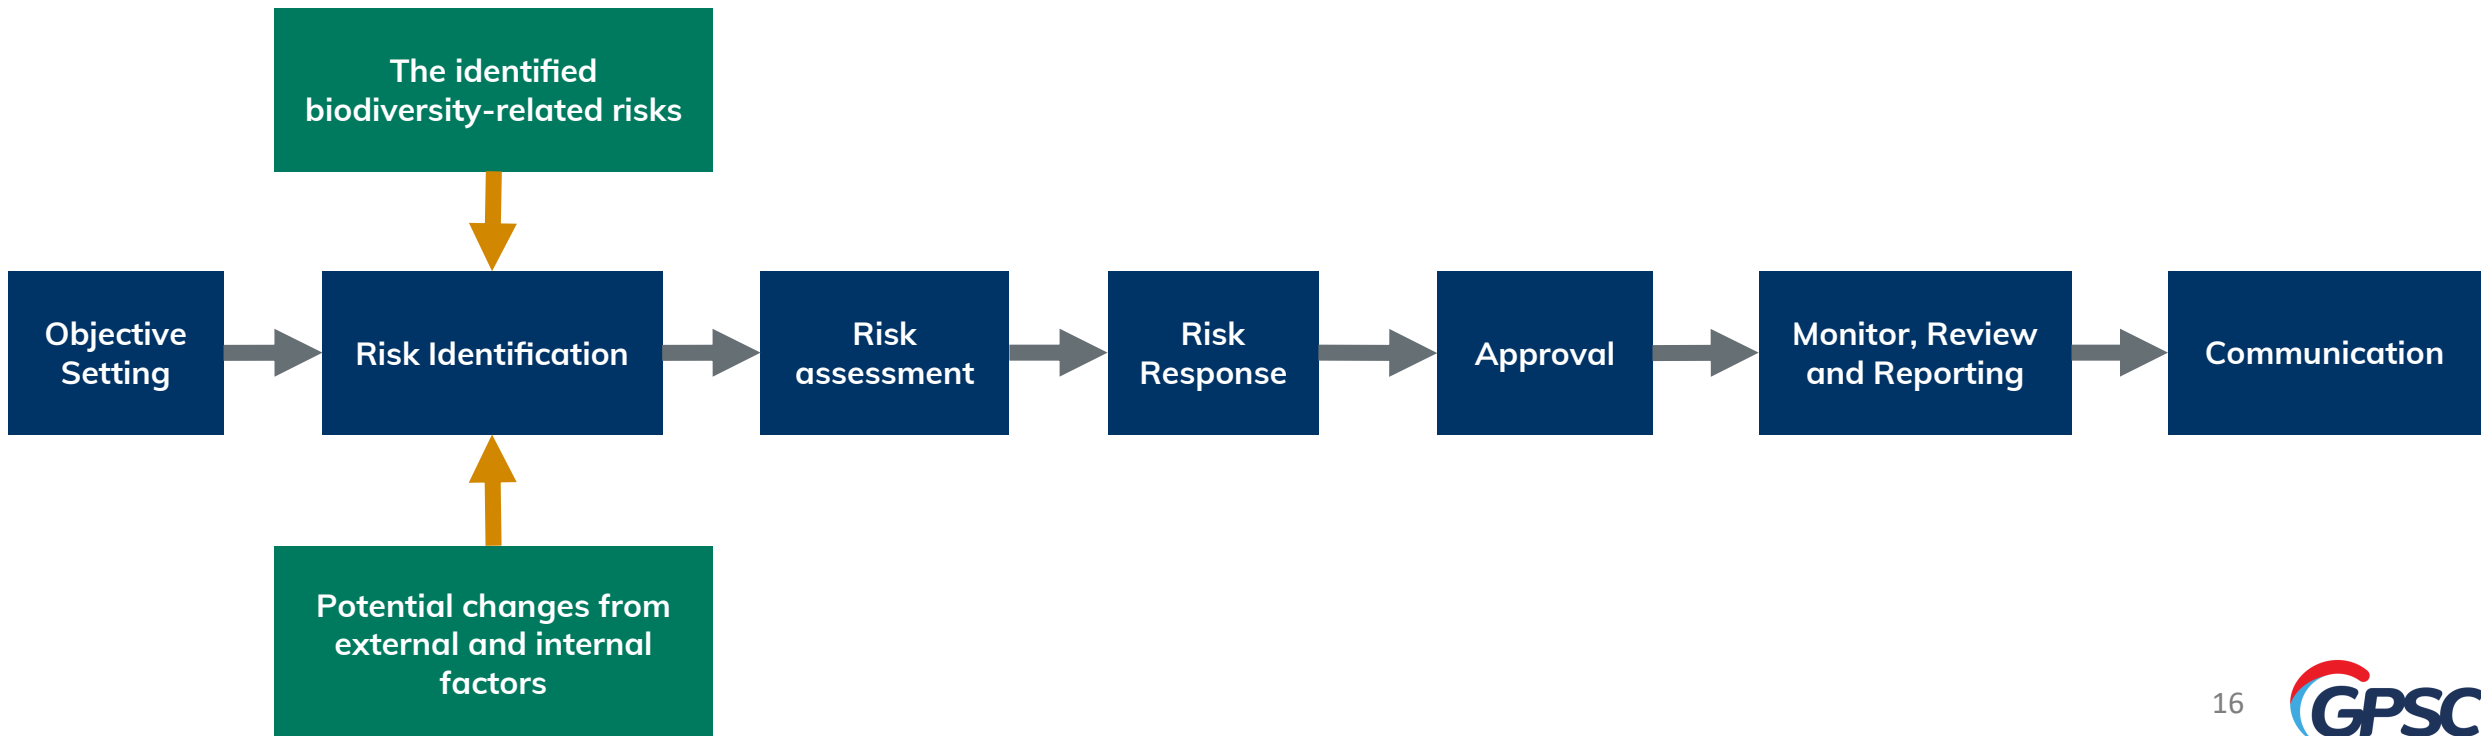 The identified
biodiversity-related risks
Objective
Setting
Risk Identification
Risk
assessment
Risk
Response
Approval
Monitor, Review
and Reporting
Communication
Potential changes from
external and internal
factors
16
GPSC